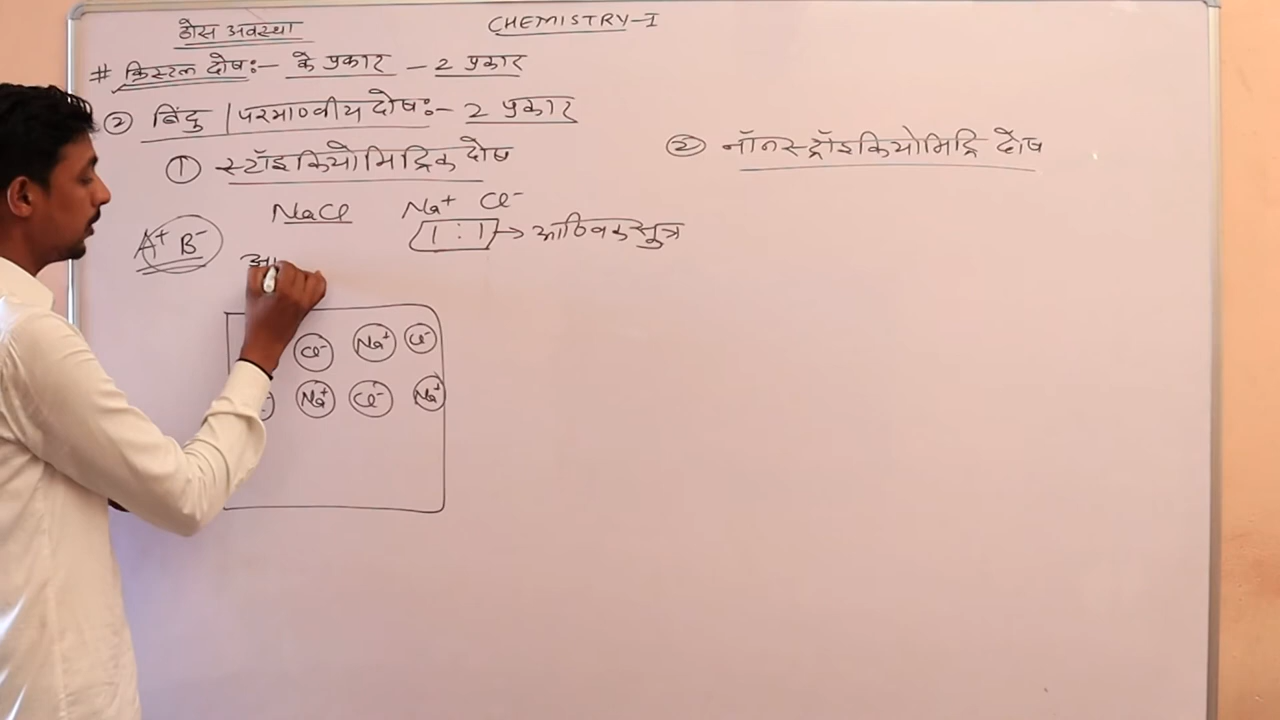 ठोस अवस्था
CHEMISTRY-I
# क्रिस्टल दोष:- के प्रकार - 2 प्रकार
② बिंदु / परमाण्वीय दोष:- 2 प्रकार
① स्टॉइकियोमिट्रिक दोष
② नॉनस्ट्रॉइकियोमिट्रि दोष
NaCl Na⁺ Cl⁻
1 : 1 → आण्विक सूत्र
A⁺ B⁻
आ
Cl⁻ Na⁺ Cl⁻
Na⁺ Cl⁻ Na⁺